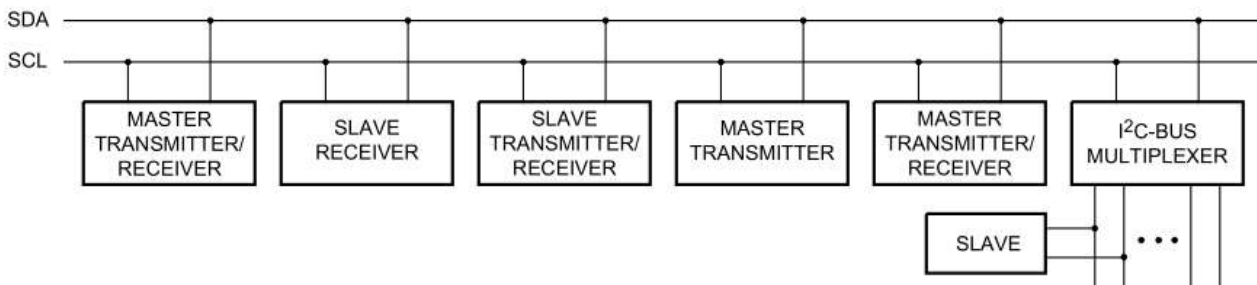 SDA
SCL
MASTER
TRANSMITTER/
RECEIVER
SLAVE
RECEIVER
SLAVE
TRANSMITTER/
RECEIVER
MASTER
TRANSMITTER
MASTER
TRANSMITTER/
RECEIVER
I²C-BUS
MULTIPLEXER
SLAVE